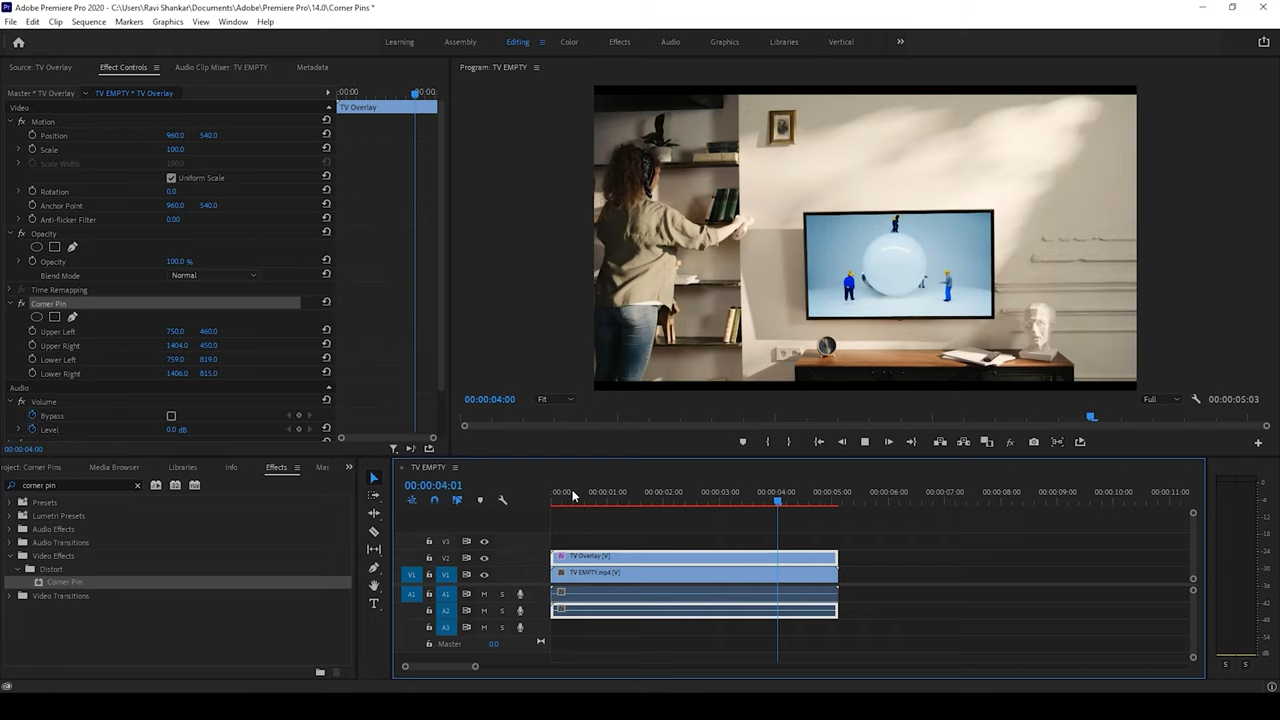 Adobe Premiere Pro 2020 - C:\Users\Ravi Shankar\Documents\Adobe\Premiere Pro\14.0\Corner Pins *
File Edit Clip Sequence Markers Graphics View Window Help
Learning Assembly Editing Color Effects Audio Graphics Libraries Vertical
Source: TV Overlay Effect Controls Audio Clip Mixer: TV EMPTY Metadata
Program: TV EMPTY
Master * TV Overlay TV EMPTY * TV Overlay :00:00 00:00:
Video TV Overlay
fx Motion
Position 960.0 540.0
Scale 100.0
Scale Width 100.0
Uniform Scale
Rotation 0.0
Anchor Point 960.0 540.0
Anti-flicker Filter 0.00
fx Opacity
Opacity 100.0 %
Blend Mode Normal
Time Remapping
fx Corner Pin
Upper Left 750.0 460.0
Upper Right 1404.0 450.0
Lower Left 759.0 819.0
Lower Right 1406.0 815.0
Audio
fx Volume
Bypass
Level 0.0 dB
00:00:04:00
00:00:04:00 Fit Full 00:00:05:03
roject: Corner Pins Media Browser Libraries Info Effects Mar
corner pin
Presets
Lumetri Presets
Audio Effects
Audio Transitions
Video Effects
Distort
Corner Pin
Video Transitions
TV EMPTY
00:00:04:01
:00:00 00:00:01:00 00:00:02:00 00:00:03:00 00:00:04:00 00:00:05:00 00:00:06:00 00:00:07:00 00:00:08:00 00:00:09:00 00:00:10:00 00:00:11:00
V3
V2 TV Overlay [V]
V1 V1 TV EMPTY.mp4 [V]
A1 A1 M S
A2 M S
A3 M S
Master 0.0
S S
dB